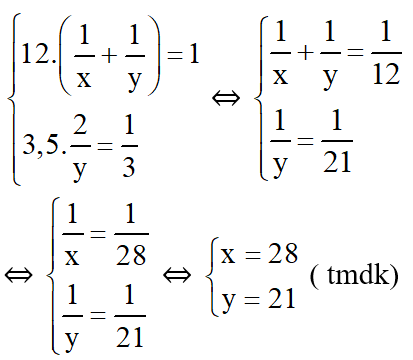 { 12.(1/x + 1/y) = 1 ; 3,5.2/y = 1/3 ⇔ { 1/x + 1/y = 1/12 ; 1/y = 1/21
⇔ { 1/x = 1/28 ; 1/y = 1/21 ⇔ { x = 28 ; y = 21 ( tmdk)